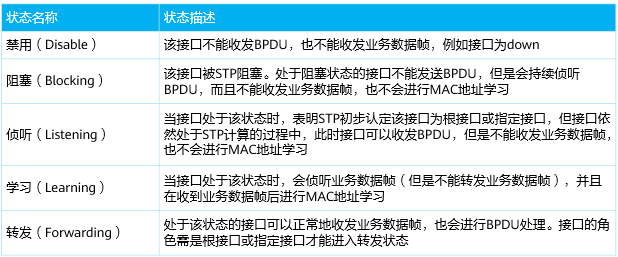 状态名称 状态描述
禁用（Disable） 该接口不能收发BPDU，也不能收发业务数据帧，例如接口为down
阻塞（Blocking） 该接口被STP阻塞。处于阻塞状态的接口不能发送BPDU，但是会持续侦听
BPDU，而且不能收发业务数据帧，也不会进行MAC地址学习
侦听（Listening） 当接口处于该状态时，表明STP初步认定该接口为根接口或指定接口，但接口依
然处于STP计算的过程中，此时接口可以收发BPDU，但是不能收发业务数据帧，
也不会进行MAC地址学习
学习（Learning） 当接口处于该状态时，会侦听业务数据帧（但是不能转发业务数据帧），并且
在收到业务数据帧后进行MAC地址学习
转发（Forwarding） 处于该状态的接口可以正常地收发业务数据帧，也会进行BPDU处理。接口的角
色需是根接口或指定接口才能进入转发状态